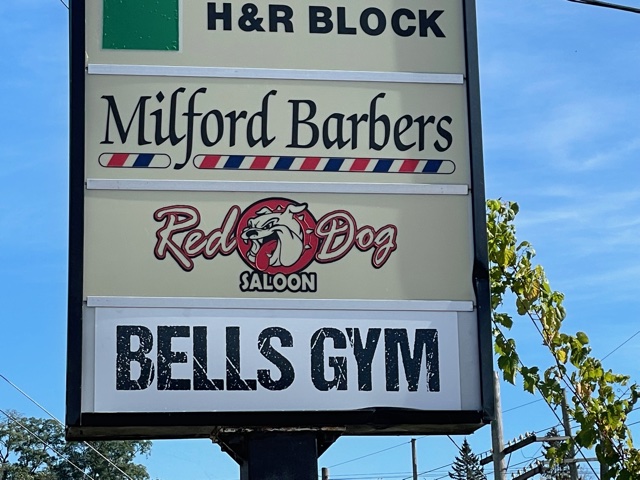 H&R BLOCK
Milford Barbers
Red Dog
SALOON
BELLS GYM